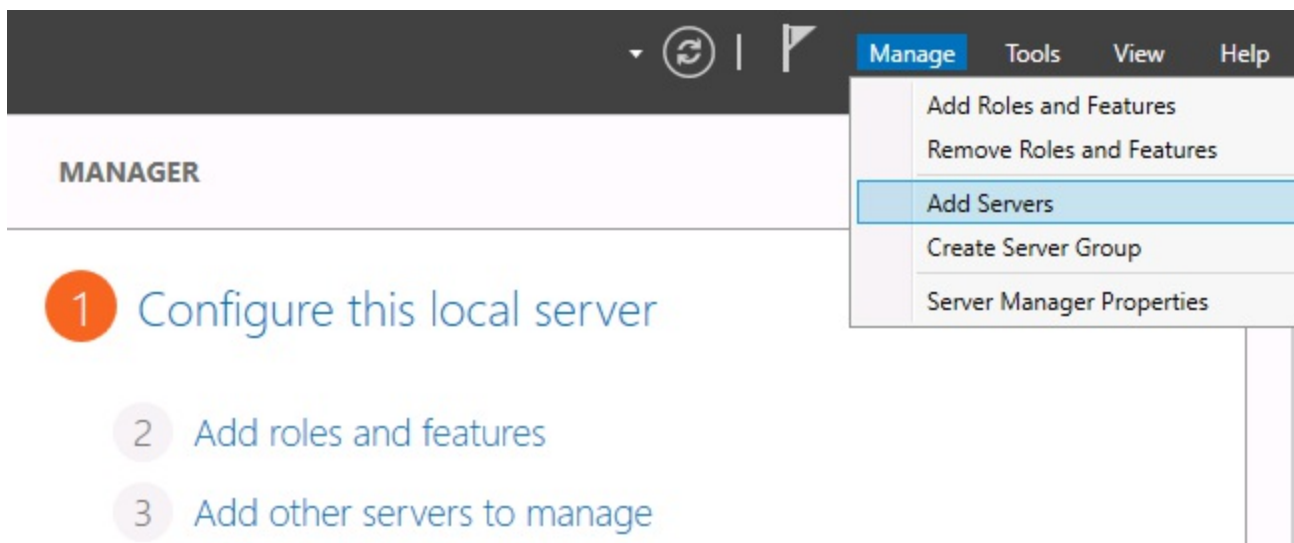 Manage Tools View Help
Add Roles and Features
Remove Roles and Features
Add Servers
Create Server Group
Server Manager Properties
MANAGER
1 Configure this local server
2 Add roles and features
3 Add other servers to manage